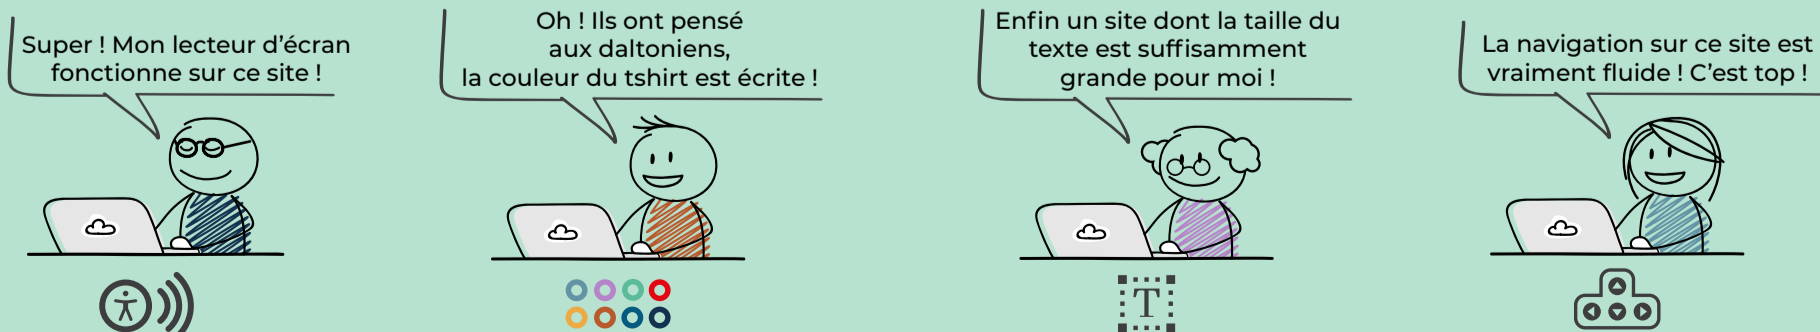 Super ! Mon lecteur d’écran
fonctionne sur ce site !
Oh ! Ils ont pensé
aux daltoniens,
la couleur du tshirt est écrite !
Enfin un site dont la taille du
texte est suffisamment
grande pour moi !
La navigation sur ce site est
vraiment fluide ! C’est top !
T